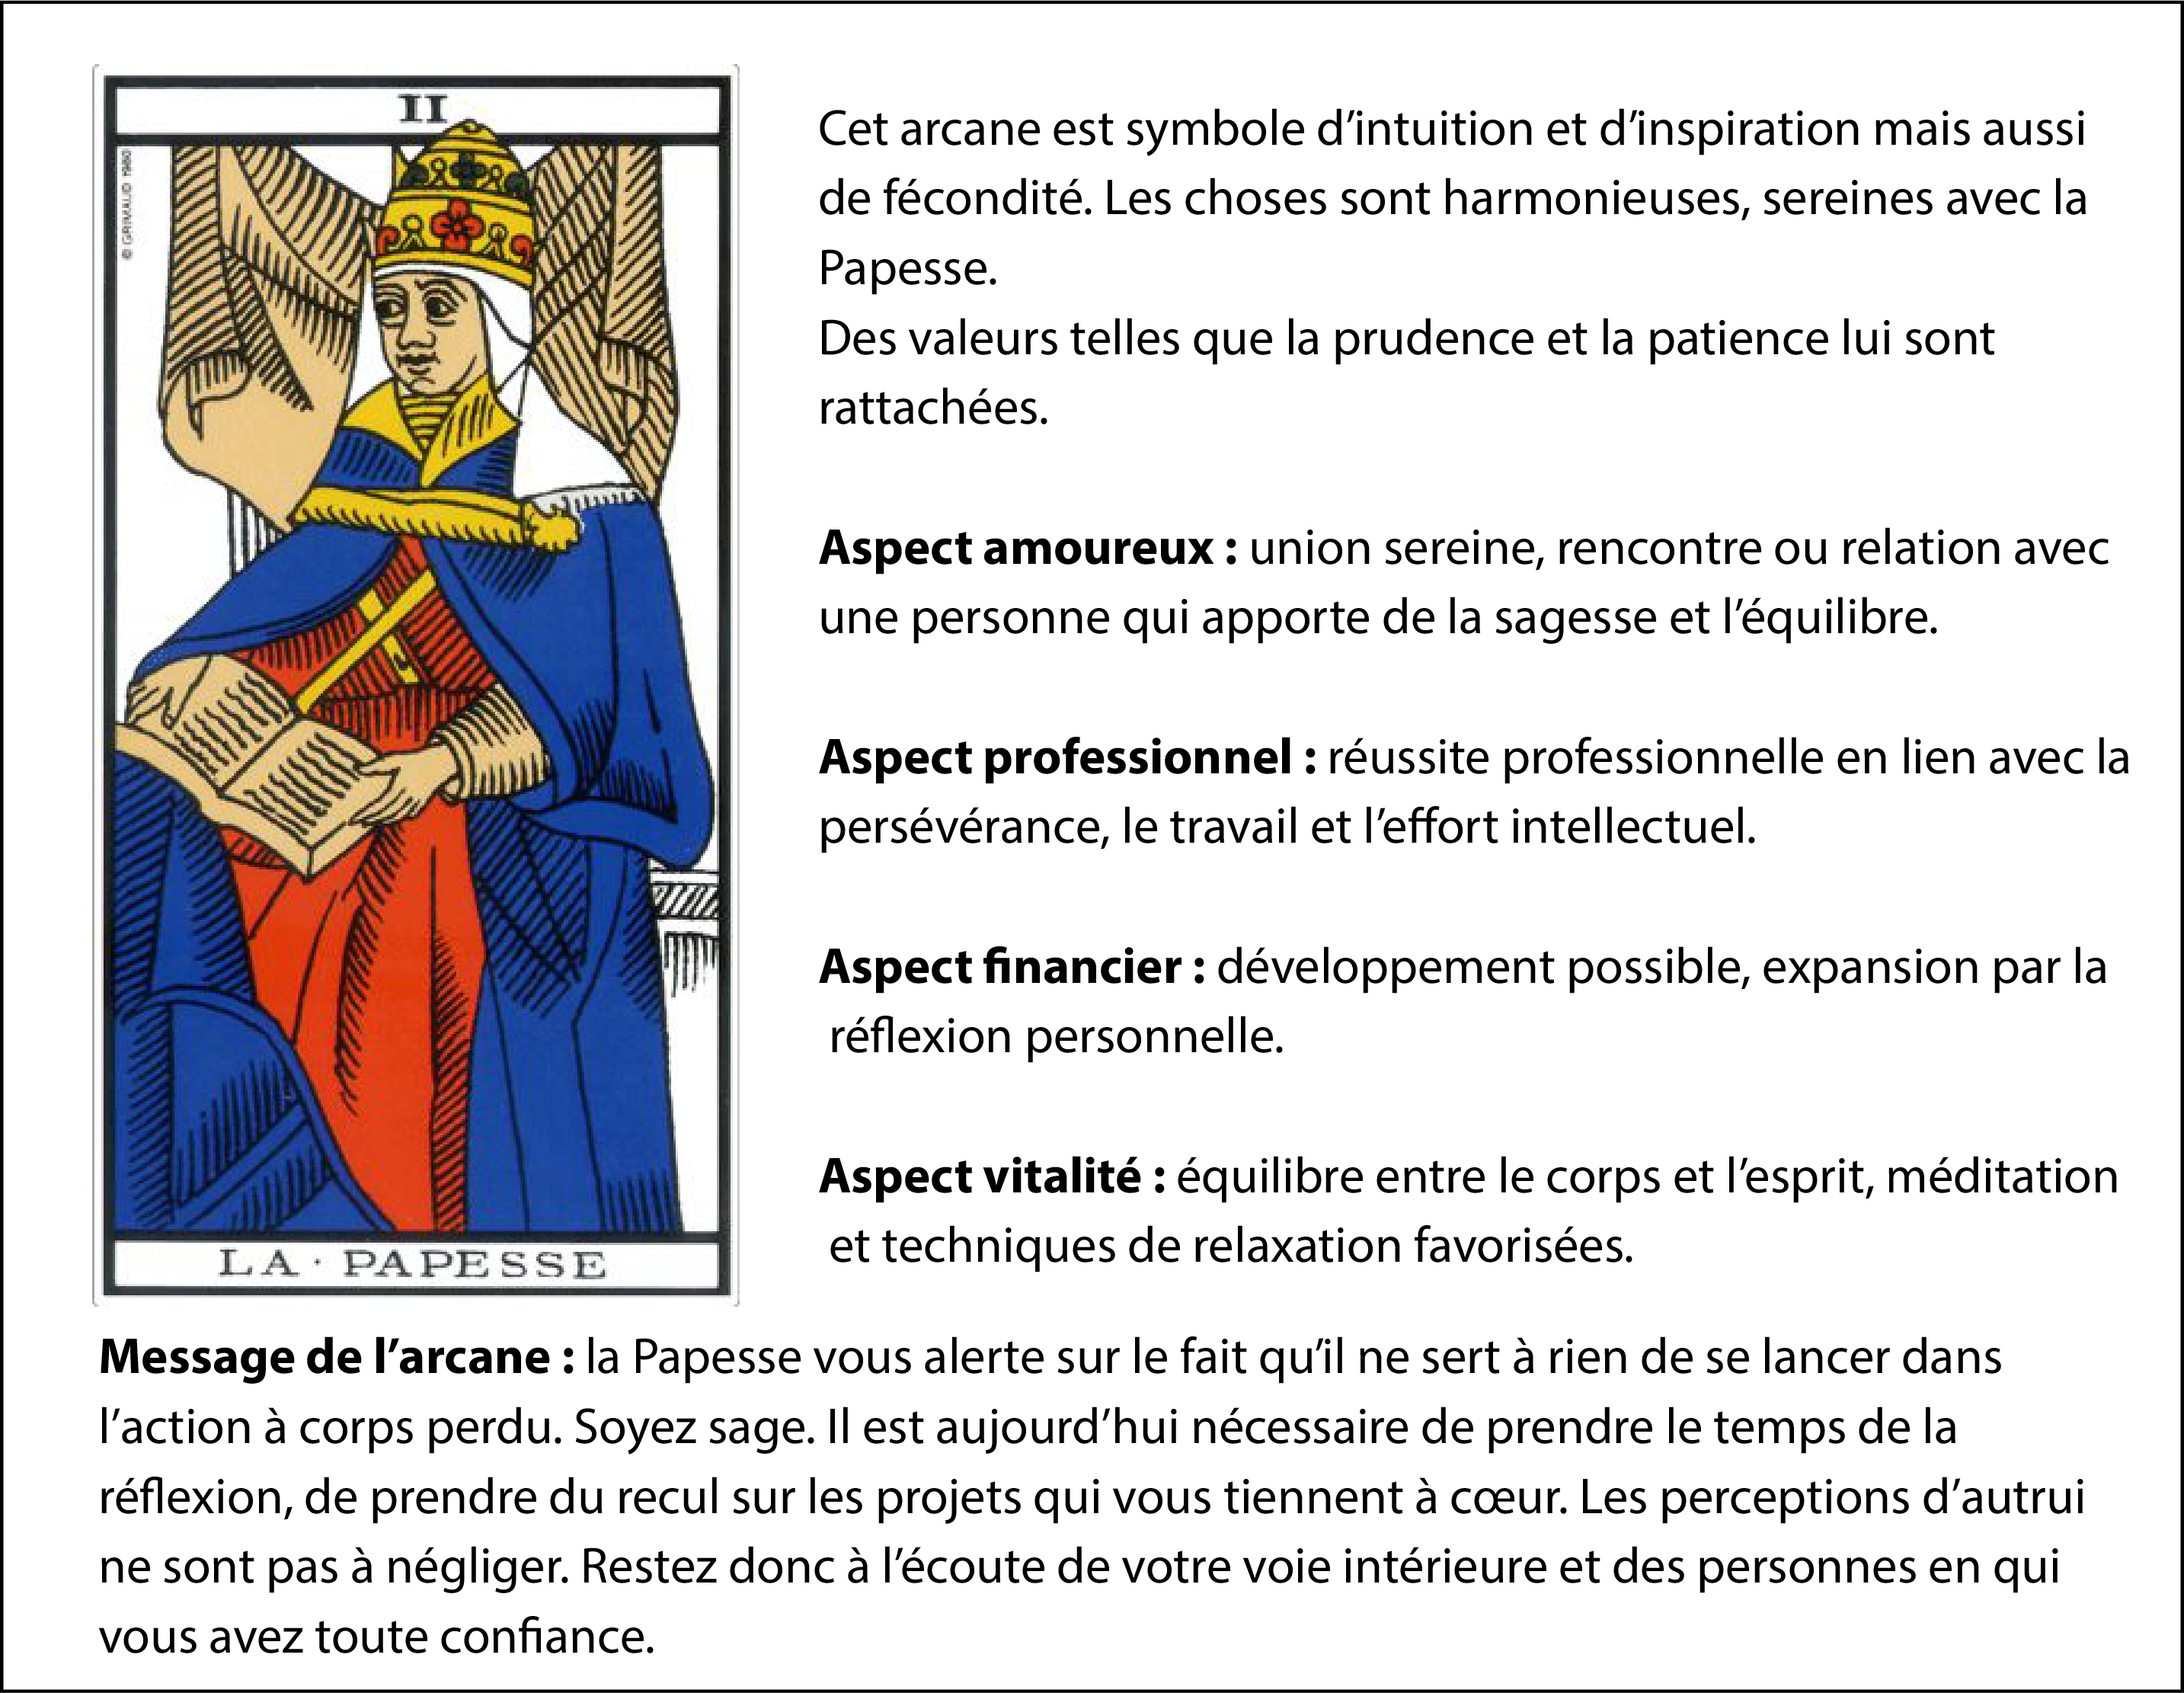 II
© GRIMAUD 1980
Cet arcane est symbole d’intuition et d’inspiration mais aussi
de fécondité. Les choses sont harmonieuses, sereines avec la
Papesse.
Des valeurs telles que la prudence et la patience lui sont
rattachées.
Aspect amoureux : union sereine, rencontre ou relation avec
une personne qui apporte de la sagesse et l’équilibre.
Aspect professionnel : réussite professionnelle en lien avec la
persévérance, le travail et l’effort intellectuel.
Aspect financier : développement possible, expansion par la
réflexion personnelle.
Aspect vitalité : équilibre entre le corps et l’esprit, méditation
et techniques de relaxation favorisées.
LA · PAPESSE
Message de l’arcane : la Papesse vous alerte sur le fait qu’il ne sert à rien de se lancer dans
l’action à corps perdu. Soyez sage. Il est aujourd’hui nécessaire de prendre le temps de la
réflexion, de prendre du recul sur les projets qui vous tiennent à cœur. Les perceptions d’autrui
ne sont pas à négliger. Restez donc à l’écoute de votre voie intérieure et des personnes en qui
vous avez toute confiance.